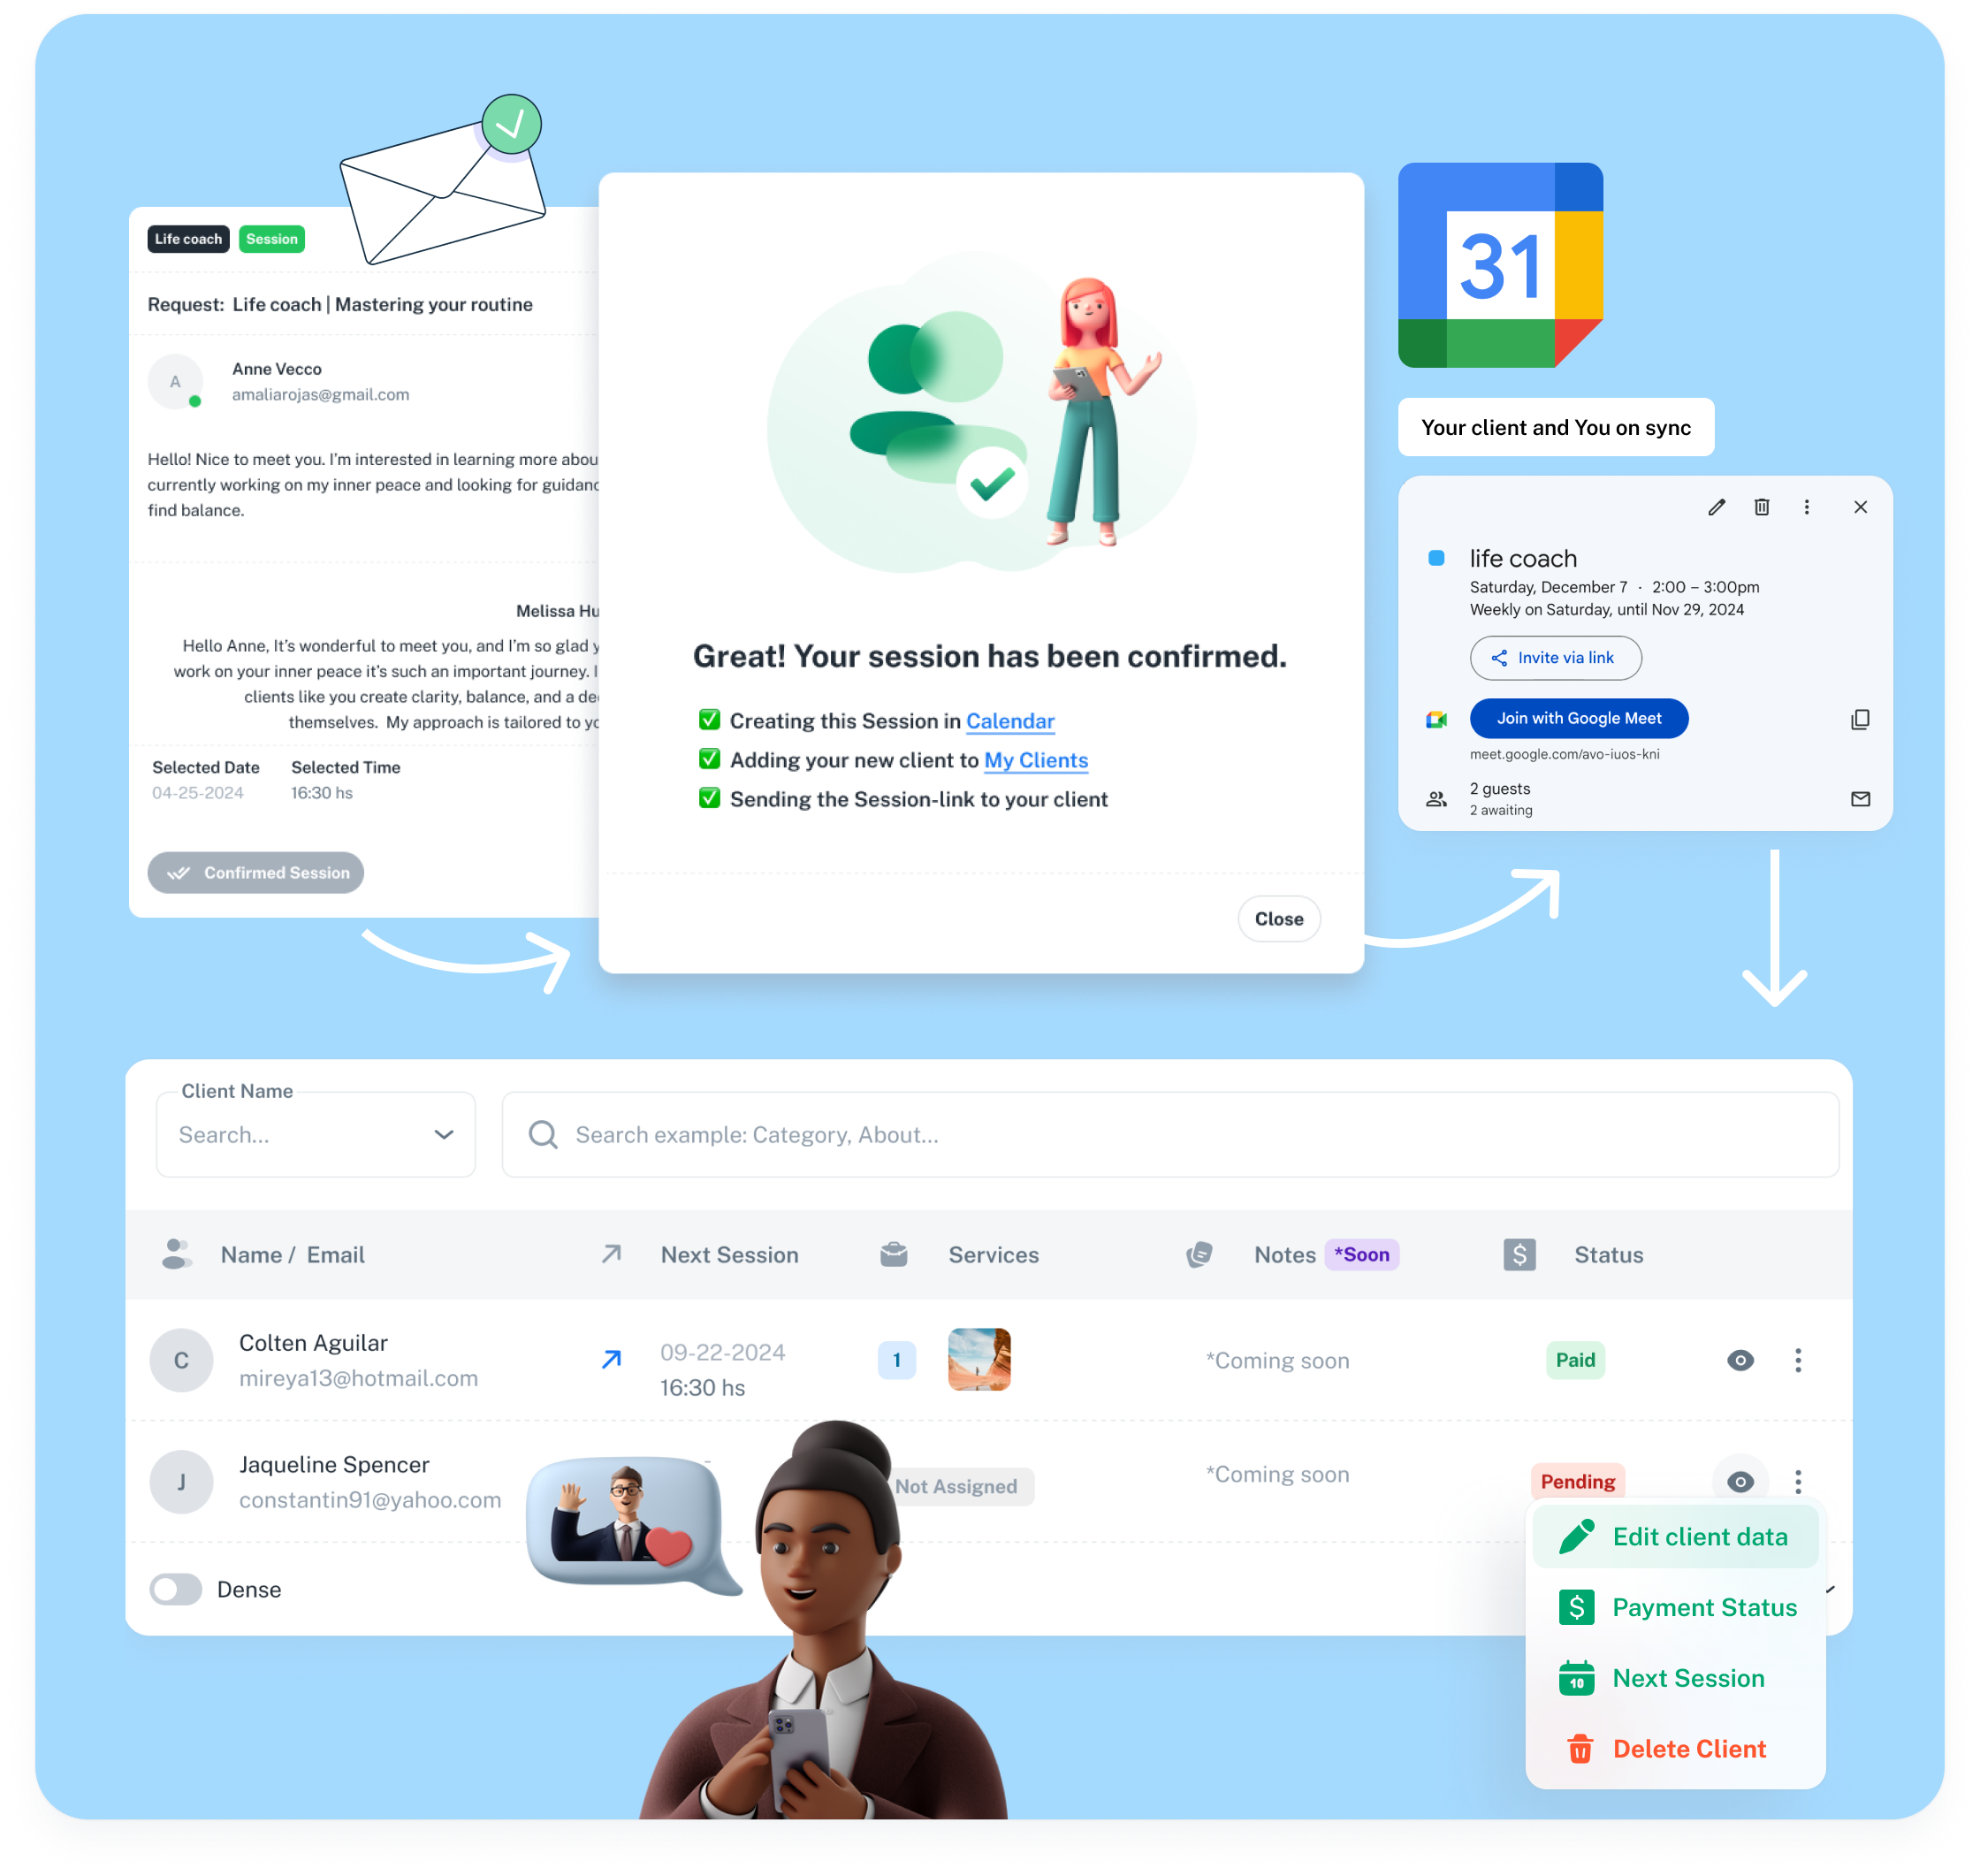 Life coach Session
Request: Life coach | Mastering your routine
A
Anne Vecco
amaliarojas@gmail.com
Hello! Nice to meet you. I'm interested in learning more abou
currently working on my inner peace and looking for guidanc
find balance.
Melissa Hu
Hello Anne, It's wonderful to meet you, and I'm so glad y
work on your inner peace it's such an important journey. I
clients like you create clarity, balance, and a de
themselves. My approach is tailored to yo
Selected Date Selected Time
04-25-2024 16:30 hs
Confirmed Session
Great! Your session has been confirmed.
Creating this Session in Calendar
Adding your new client to My Clients
Sending the Session-link to your client
Close
31
Your client and You on sync
life coach
Saturday, December 7 · 2:00 – 3:00pm
Weekly on Saturday, until Nov 29, 2024
Invite via link
Join with Google Meet
meet.google.com/avo-iuos-kni
2 guests
2 awaiting
Client Name
Search...
Search example: Category, About...
Name / Email Next Session Services Notes *Soon $ Status
C
Colten Aguilar
mireya13@hotmail.com
09-22-2024
16:30 hs
1
*Coming soon
Paid
J
Jaqueline Spencer
constantin91@yahoo.com
-
Not Assigned
*Coming soon
Pending
Dense
Edit client data
$ Payment Status
10 Next Session
Delete Client